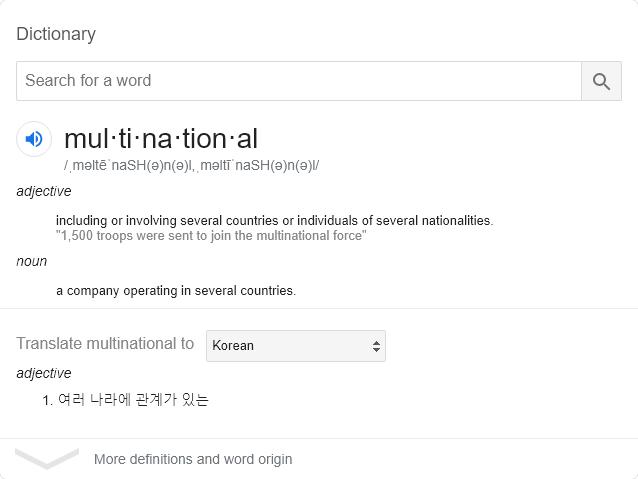 Dictionary
Search for a word
mul·ti·na·tion·al
/ˌməltēˈnaSH(ə)n(ə)l,ˌməltīˈnaSH(ə)n(ə)l/
adjective
including or involving several countries or individuals of several nationalities.
"1,500 troops were sent to join the multinational force"
noun
a company operating in several countries.
Translate multinational to Korean
adjective
1. 여러 나라에 관계가 있는
More definitions and word origin